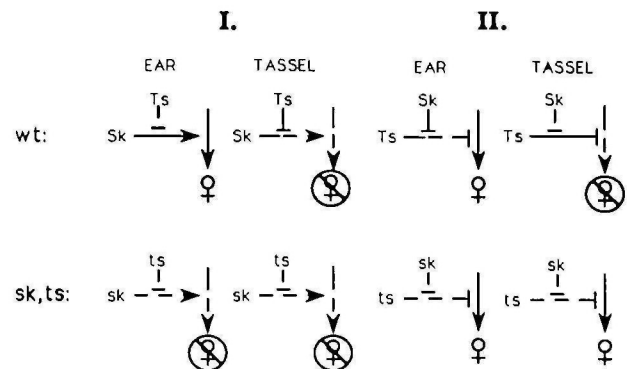 I. II.
EAR TASSEL EAR TASSEL
Ts Ts Sk Sk
wt: Sk Sk Ts Ts
♀ ♀ ♀ ♀
ts ts sk sk
sk,ts: sk sk ts ts
♀ ♀ ♀ ♀